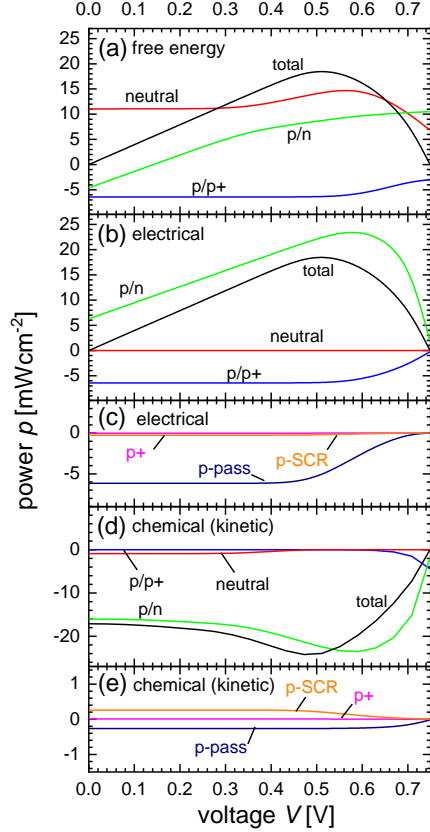 0.0 0.1 0.2 0.3 0.4 0.5 0.6 0.7
25
20
15
10
5
0
-5
(a) free energy
total
neutral
p/n
p/p+
20
15
10
5
0
-5
(b) electrical
p/n
total
neutral
p/p+
0
-5
(c) electrical
p+
p-SCR
p-pass
0
-10
-20
(d) chemical (kinetic)
p/p+
neutral
total
p/n
1
0
-1
(e) chemical (kinetic)
p-SCR
p+
p-pass
0.0 0.1 0.2 0.3 0.4 0.5 0.6 0.7
voltage V [V]
power p [mWcm-2]